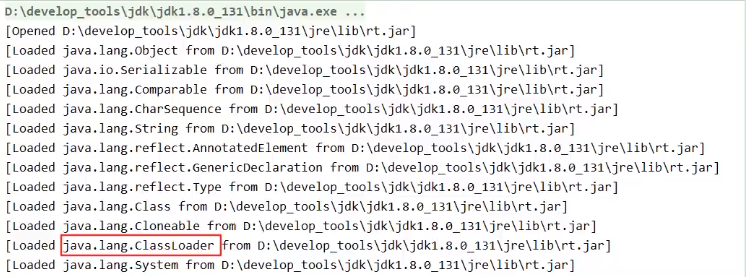 D:\develop_tools\jdk\jdk1.8.0_131\bin\java.exe ...
[Opened D:\develop_tools\jdk\jdk1.8.0_131\jre\lib\rt.jar]
[Loaded java.lang.Object from D:\develop_tools\jdk\jdk1.8.0_131\jre\lib\rt.jar]
[Loaded java.io.Serializable from D:\develop_tools\jdk\jdk1.8.0_131\jre\lib\rt.jar]
[Loaded java.lang.Comparable from D:\develop_tools\jdk\jdk1.8.0_131\jre\lib\rt.jar]
[Loaded java.lang.CharSequence from D:\develop_tools\jdk\jdk1.8.0_131\jre\lib\rt.jar]
[Loaded java.lang.String from D:\develop_tools\jdk\jdk1.8.0_131\jre\lib\rt.jar]
[Loaded java.lang.reflect.AnnotatedElement from D:\develop_tools\jdk\jdk1.8.0_131\jre\lib\rt.jar]
[Loaded java.lang.reflect.GenericDeclaration from D:\develop_tools\jdk\jdk1.8.0_131\jre\lib\rt.jar]
[Loaded java.lang.reflect.Type from D:\develop_tools\jdk\jdk1.8.0_131\jre\lib\rt.jar]
[Loaded java.lang.Class from D:\develop_tools\jdk\jdk1.8.0_131\jre\lib\rt.jar]
[Loaded java.lang.Cloneable from D:\develop_tools\jdk\jdk1.8.0_131\jre\lib\rt.jar]
[Loaded java.lang.ClassLoader from D:\develop_tools\jdk\jdk1.8.0_131\jre\lib\rt.jar]
[Loaded java.lang.System from D:\develop_tools\jdk\jdk1.8.0_131\jre\lib\rt.jar]